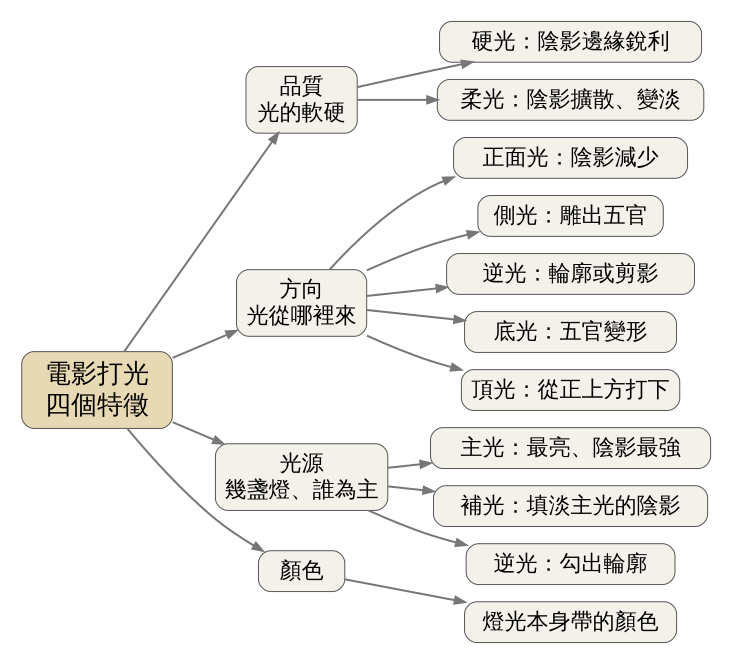 電影打光
四個特徵
品質
光的軟硬
硬光：陰影邊緣銳利
柔光：陰影擴散、變淡
方向
光從哪裡來
正面光：陰影減少
側光：雕出五官
逆光：輪廓或剪影
底光：五官變形
頂光：從正上方打下
光源
幾盞燈、誰為主
主光：最亮、陰影最強
補光：填淡主光的陰影
逆光：勾出輪廓
顏色
燈光本身帶的顏色